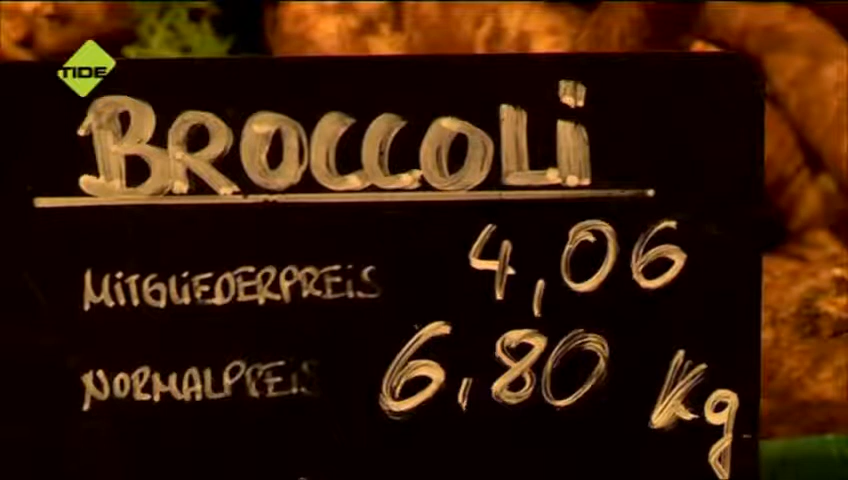 TIDE
BROCCOLi
MiTGLiEDERPREiS 4,06
NORMALPREiS 6,80 Kg